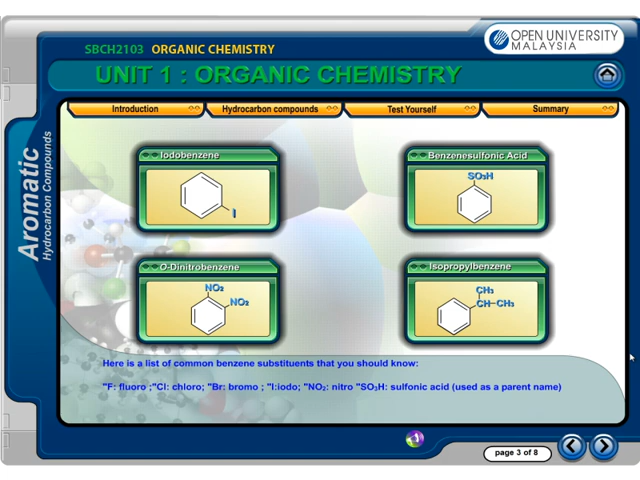 OPEN UNIVERSITY
MALAYSIA
SBCH2103 ORGANIC CHEMISTRY
UNIT 1 : ORGANIC CHEMISTRY
Introduction
Hydrocarbon compounds
Test Yourself
Summary
Aromatic
Hydrocarbon Compounds
Iodobenzene
I
Benzenesulfonic Acid
SO₃H
O-Dinitrobenzene
NO₂
NO₂
Isopropylbenzene
CH₃
CH-CH₃
Here is a list of common benzene substituents that you should know:
"F: fluoro ;"Cl: chloro; "Br: bromo ; "I:iodo; "NO₂: nitro "SO₃H: sulfonic acid (used as a parent name)
page 3 of 8